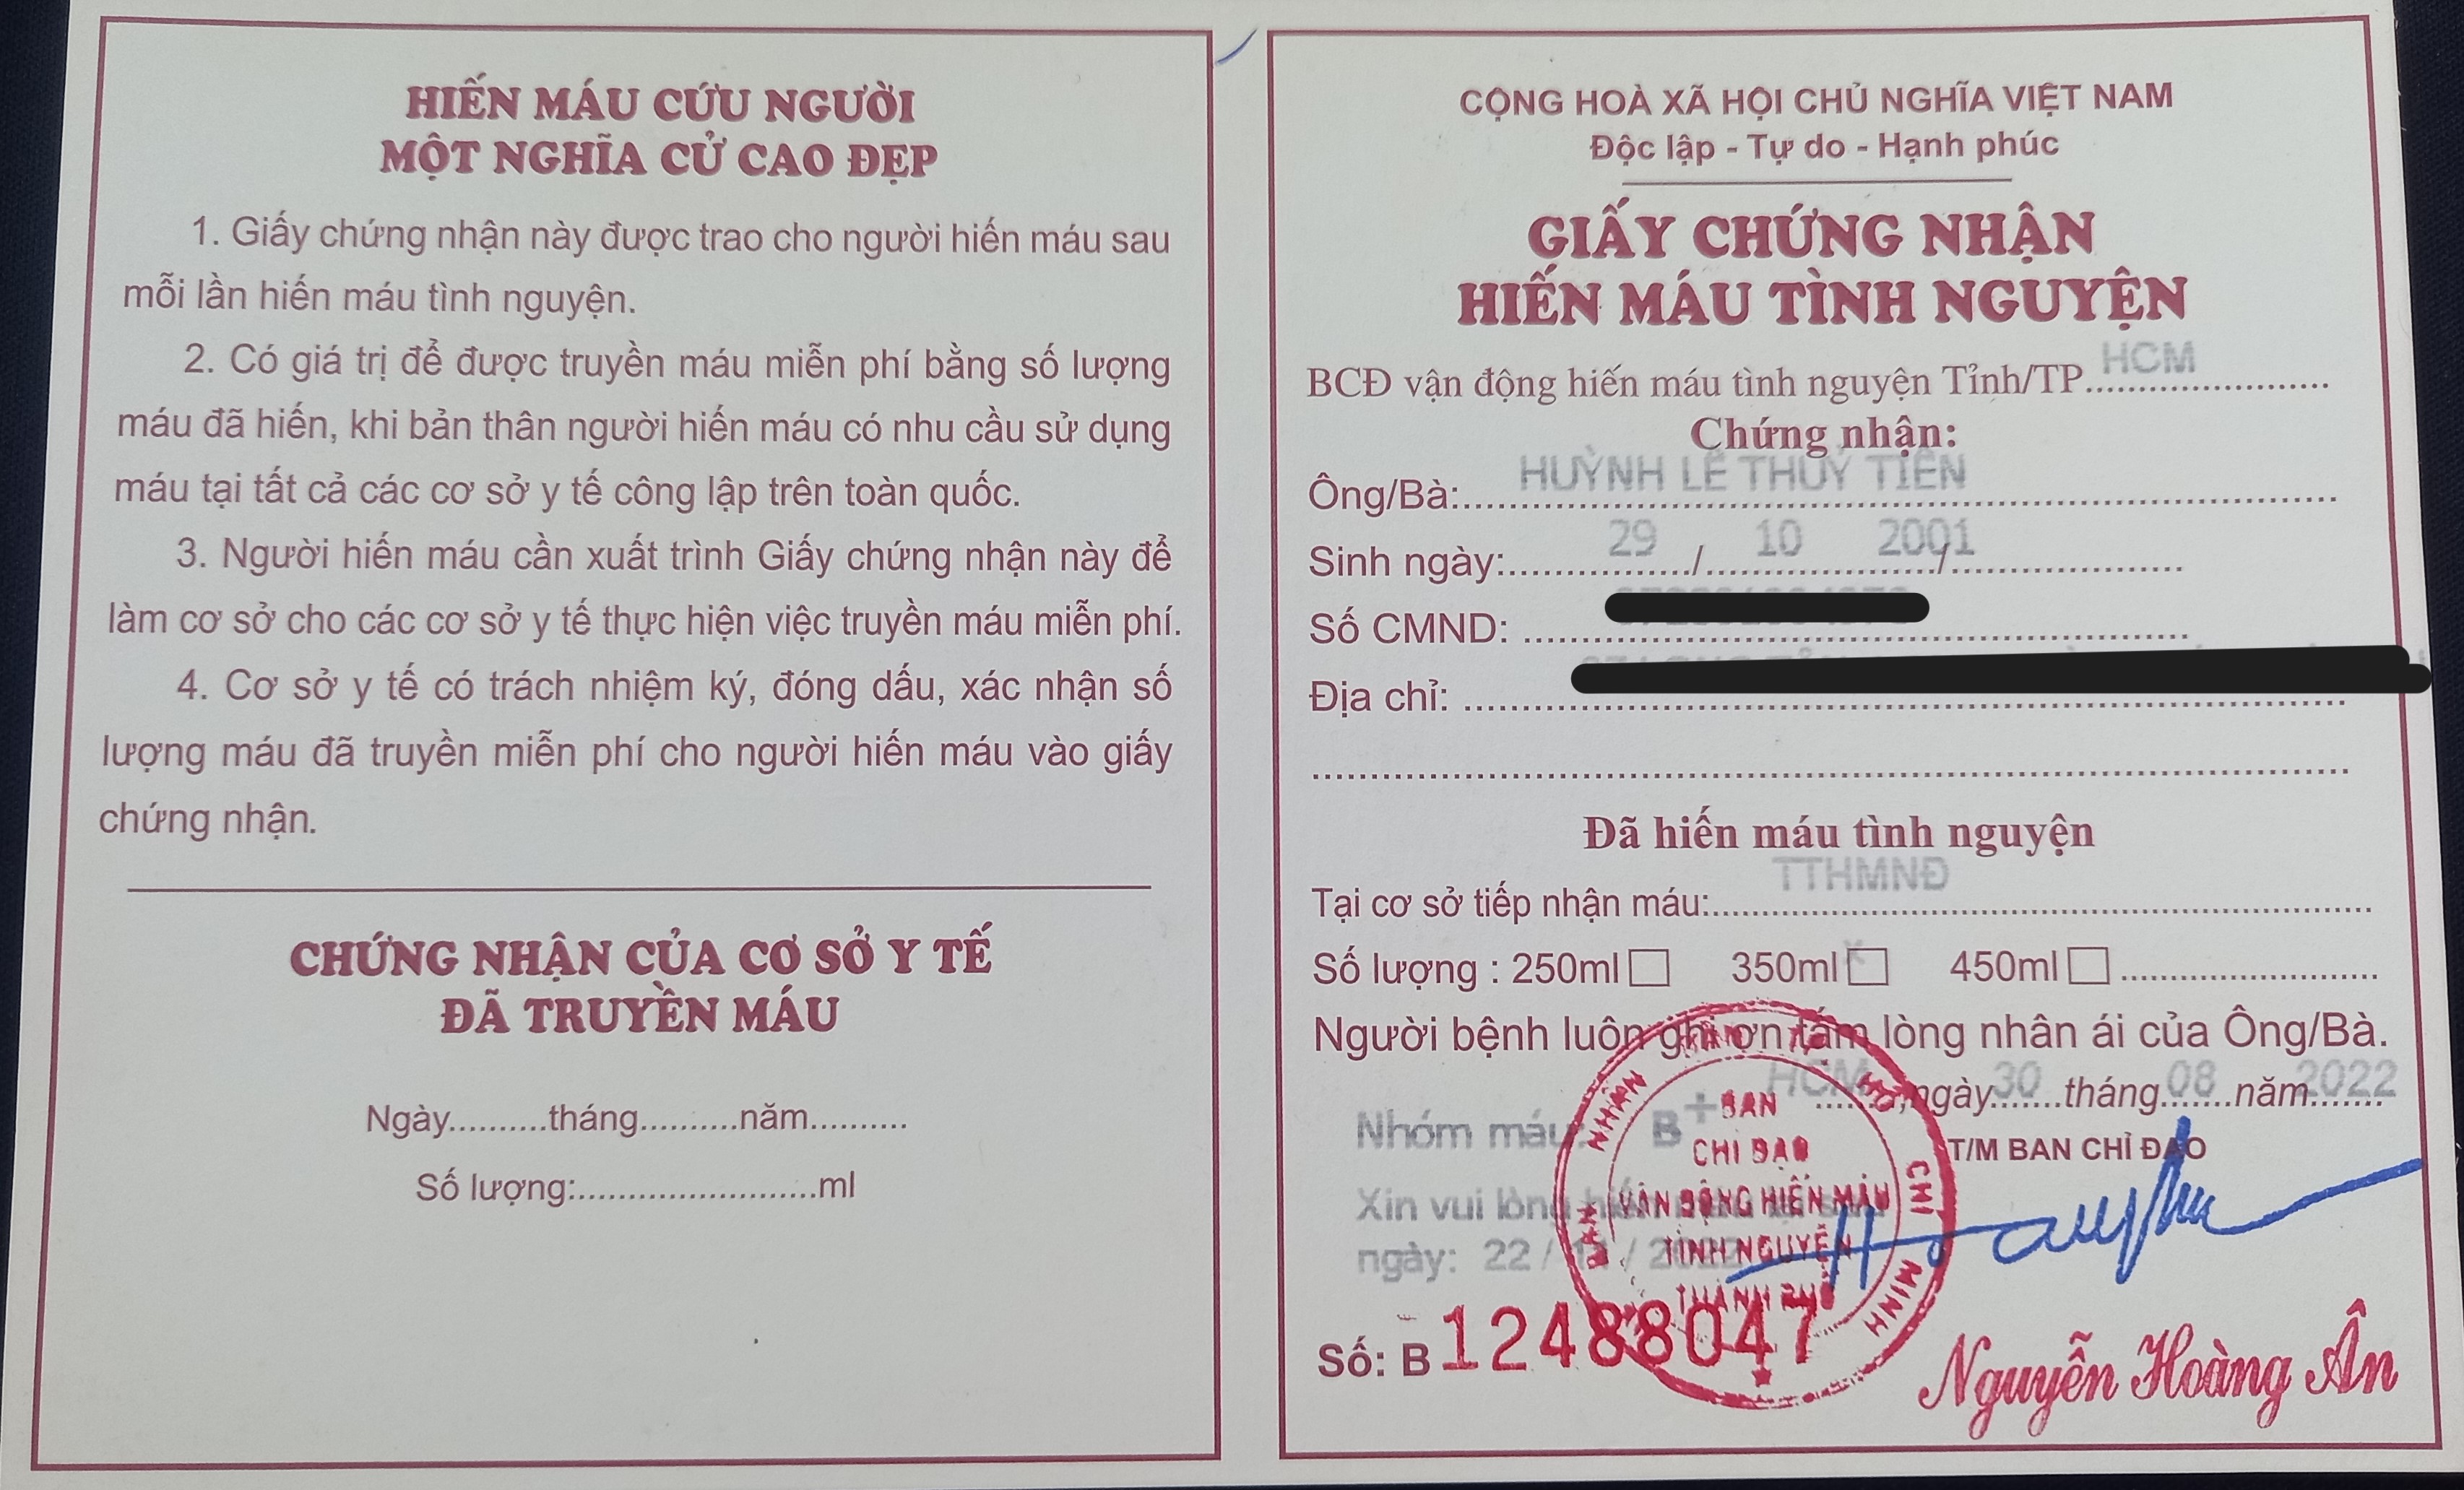 HIẾN MÁU CỨU NGƯỜI
MỘT NGHĨA CỬ CAO ĐẸP
1. Giấy chứng nhận này được trao cho người hiến máu sau
mỗi lần hiến máu tình nguyện.
2. Có giá trị để được truyền máu miễn phí bằng số lượng
máu đã hiến, khi bản thân người hiến máu có nhu cầu sử dụng
máu tại tất cả các cơ sở y tế công lập trên toàn quốc.
3. Người hiến máu cần xuất trình Giấy chứng nhận này để
làm cơ sở cho các cơ sở y tế thực hiện việc truyền máu miễn phí.
4. Cơ sở y tế có trách nhiệm ký, đóng dấu, xác nhận số
lượng máu đã truyền miễn phí cho người hiến máu vào giấy
chứng nhận.
CHỨNG NHẬN CỦA CƠ SỞ Y TẾ
ĐÃ TRUYỀN MÁU
Ngày..........tháng..........năm..........
Số lượng:........................ml
CỘNG HOÀ XÃ HỘI CHỦ NGHĨA VIỆT NAM
Độc lập - Tự do - Hạnh phúc
GIẤY CHỨNG NHẬN
HIẾN MÁU TÌNH NGUYỆN
BCĐ vận động hiến máu tình nguyện Tỉnh/TP HCM
Chứng nhận:
Ông/Bà: HUỲNH LÊ THUỶ TIÊN
Sinh ngày: 29 / 10 / 2001
Số CMND:
Địa chỉ:
Đã hiến máu tình nguyện
Tại cơ sở tiếp nhận máu: TTHMNĐ
Số lượng : 250ml 350ml x 450ml
Người bệnh luôn ghi ơn tấm lòng nhân ái của Ông/Bà.
HCM, ngày 30 tháng 08 năm 2022
Nhóm máu: B+
T/M BAN CHỈ ĐẠO
Xin vui lòng hiến
ngày: 22 / 11 / 2022
BAN
CHỈ ĐẠO
VẬN ĐỘNG HIẾN MÁU
TÌNH NGUYỆN
THÀNH PHỐ
NHÂN
HỒ CHÍ MINH
Số: B 12488047
Nguyễn Hoàng Ân